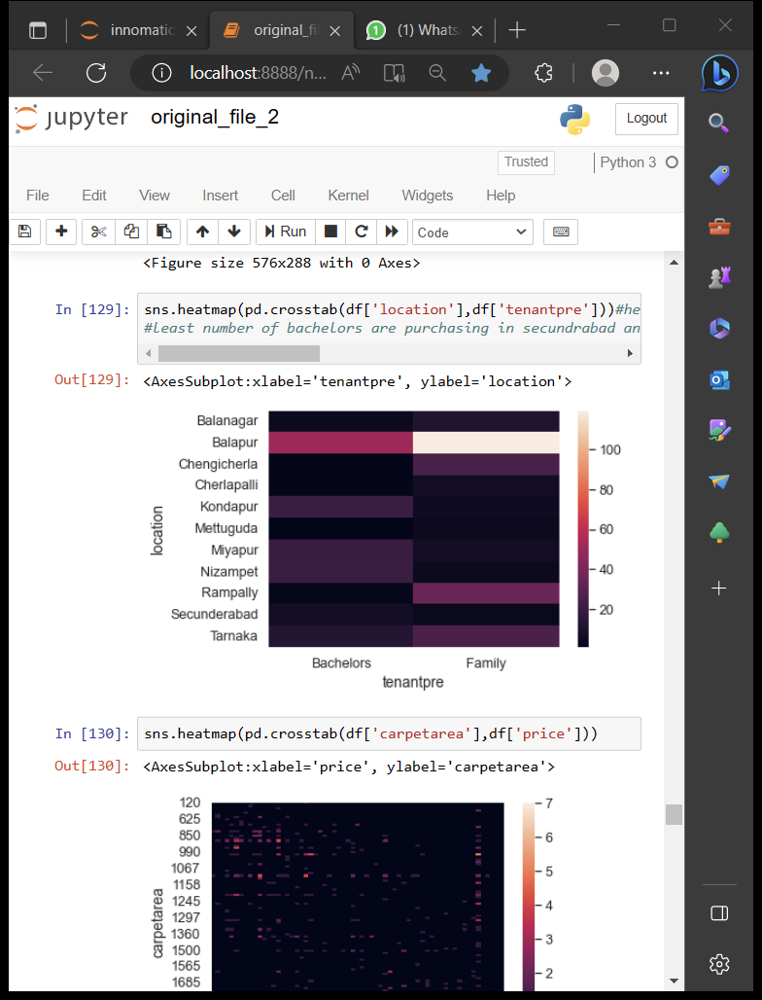 innomatic
original_fi
(1) Whats
localhost:8888/n...
jupyter original_file_2
Logout
Trusted
Python 3
File Edit View Insert Cell Kernel Widgets Help
Run
Code
<Figure size 576x288 with 0 Axes>
In [129]: sns.heatmap(pd.crosstab(df['location'],df['tenantpre']))#he
#least number of bachelors are purchasing in secundrabad an
Out[129]: <AxesSubplot:xlabel='tenantpre', ylabel='location'>
Balanagar
Balapur
Chengicherla
Cherlapalli
Kondapur
Mettuguda
Miyapur
Nizampet
Rampally
Secunderabad
Tarnaka
location
100
80
60
40
20
Bachelors Family
tenantpre
In [130]: sns.heatmap(pd.crosstab(df['carpetarea'],df['price']))
Out[130]: <AxesSubplot:xlabel='price', ylabel='carpetarea'>
120
625
850
990
1067
1158
1245
1297
1360
1500
1565
1685
carpetarea
7
6
5
4
3
2